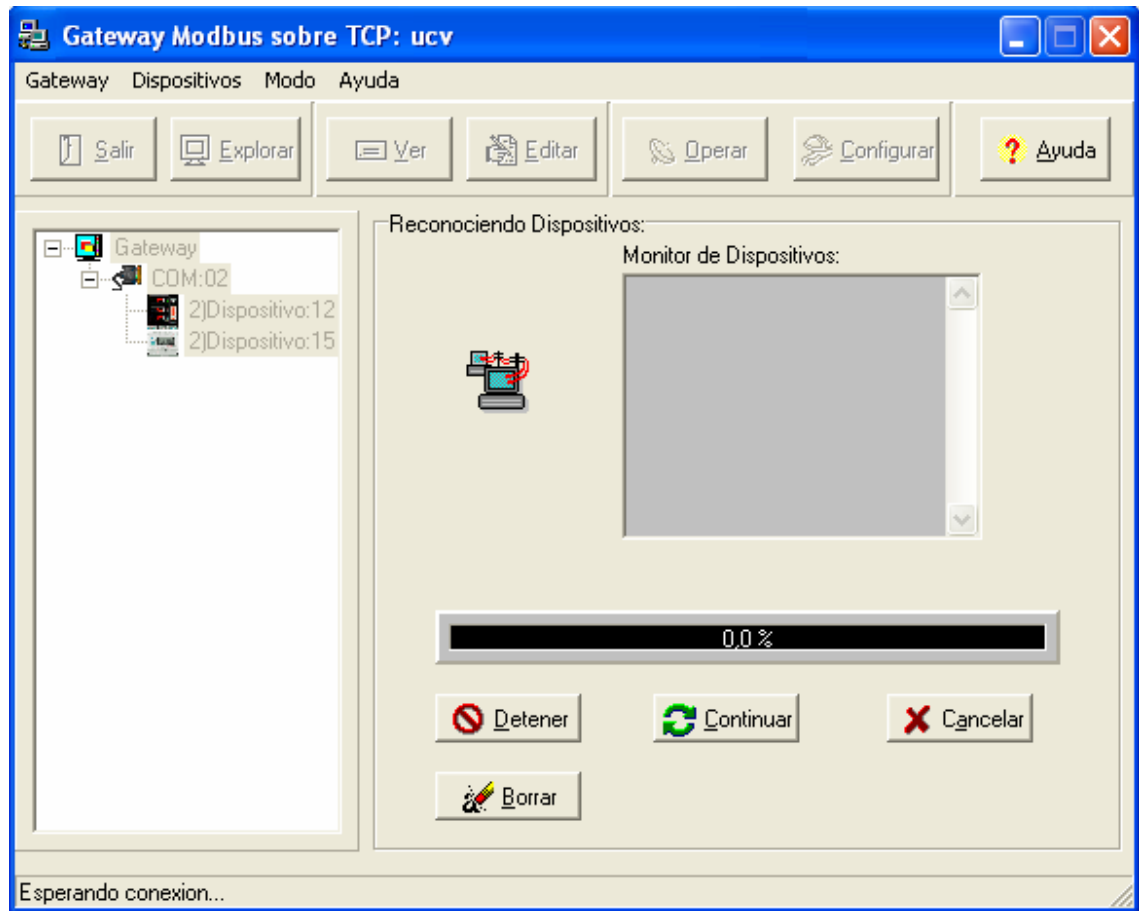 Gateway Modbus sobre TCP: ucv
Gateway Dispositivos Modo Ayuda
Salir Explorar Ver Editar Operar Configurar ? Ayuda
Reconociendo Dispositivos:
Monitor de Dispositivos:
Gateway
COM:02
2)Dispositivo:12
2)Dispositivo:15
0,0 %
Detener Continuar Cancelar
Borrar
Esperando conexion...